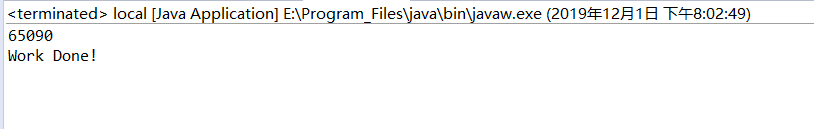 <terminated> local [Java Application] E:\Program_Files\java\bin\javaw.exe (2019年12月1日 下午8:02:49)
65090
Work Done!